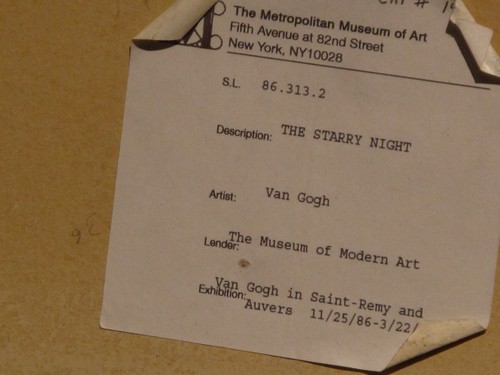 The Metropolitan Museum of Art
Fifth Avenue at 82nd Street
New York, NY10028
S.L. 86.313.2
Description: THE STARRY NIGHT
Artist: Van Gogh
Lender: The Museum of Modern Art
Exhibition: Van Gogh in Saint-Remy and
Auvers 11/25/86-3/22/